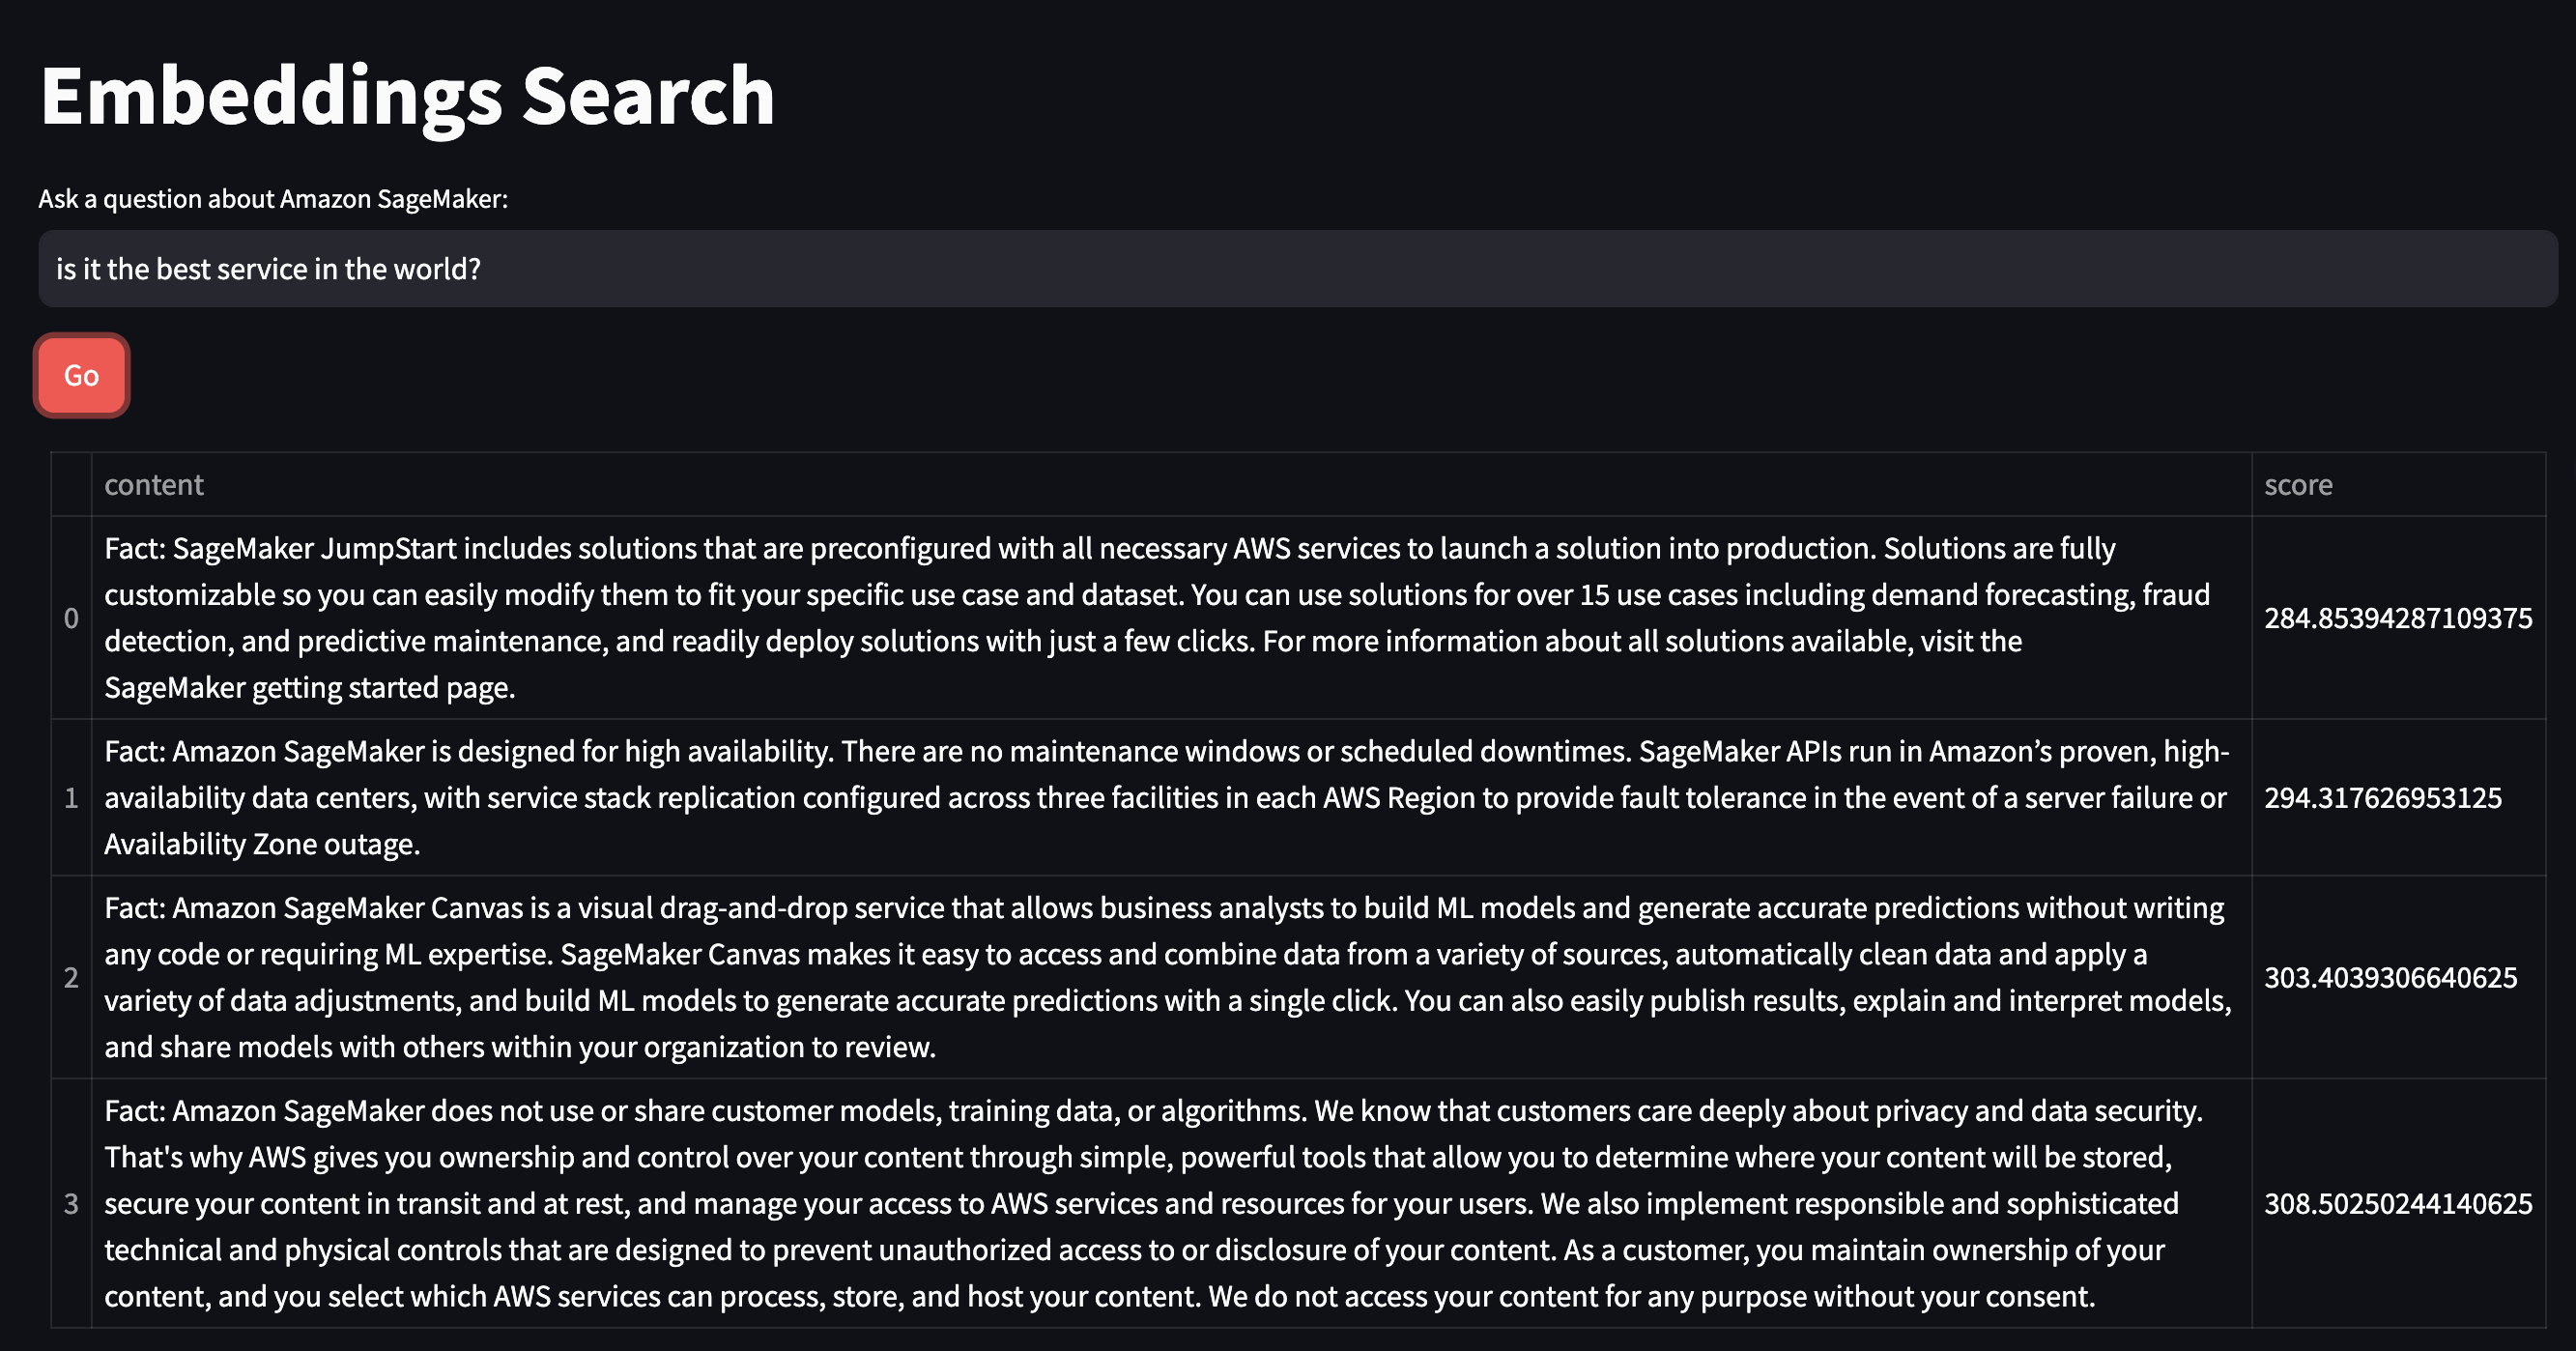 Embeddings Search
Ask a question about Amazon SageMaker:
is it the best service in the world?
Go
content score
0 Fact: SageMaker JumpStart includes solutions that are preconfigured with all necessary AWS services to launch a solution into production. Solutions are fully
customizable so you can easily modify them to fit your specific use case and dataset. You can use solutions for over 15 use cases including demand forecasting, fraud
detection, and predictive maintenance, and readily deploy solutions with just a few clicks. For more information about all solutions available, visit the
SageMaker getting started page.
284.85394287109375
1 Fact: Amazon SageMaker is designed for high availability. There are no maintenance windows or scheduled downtimes. SageMaker APIs run in Amazon’s proven, high-
availability data centers, with service stack replication configured across three facilities in each AWS Region to provide fault tolerance in the event of a server failure or
Availability Zone outage.
294.317626953125
2 Fact: Amazon SageMaker Canvas is a visual drag-and-drop service that allows business analysts to build ML models and generate accurate predictions without writing
any code or requiring ML expertise. SageMaker Canvas makes it easy to access and combine data from a variety of sources, automatically clean data and apply a
variety of data adjustments, and build ML models to generate accurate predictions with a single click. You can also easily publish results, explain and interpret models,
and share models with others within your organization to review.
303.4039306640625
3 Fact: Amazon SageMaker does not use or share customer models, training data, or algorithms. We know that customers care deeply about privacy and data security.
That's why AWS gives you ownership and control over your content through simple, powerful tools that allow you to determine where your content will be stored,
secure your content in transit and at rest, and manage your access to AWS services and resources for your users. We also implement responsible and sophisticated
technical and physical controls that are designed to prevent unauthorized access to or disclosure of your content. As a customer, you maintain ownership of your
content, and you select which AWS services can process, store, and host your content. We do not access your content for any purpose without your consent.
308.50250244140625